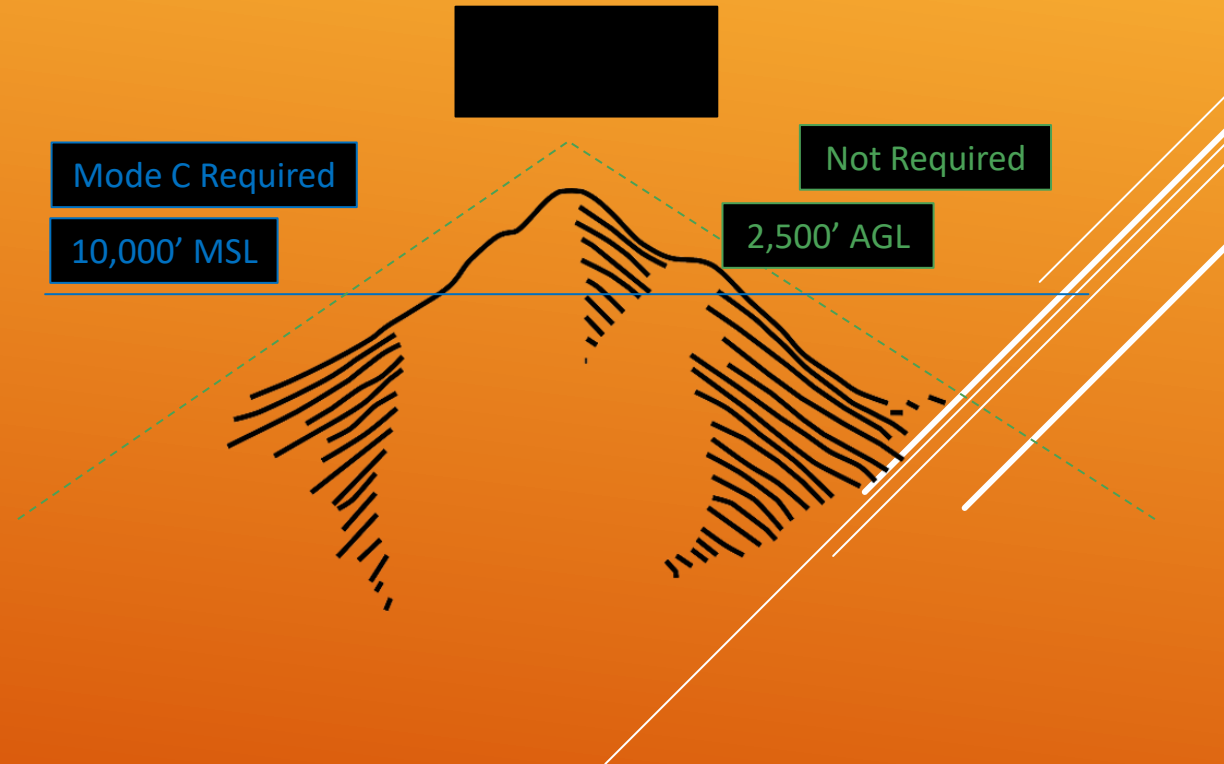 Mode C Required
10,000’ MSL
Not Required
2,500’ AGL